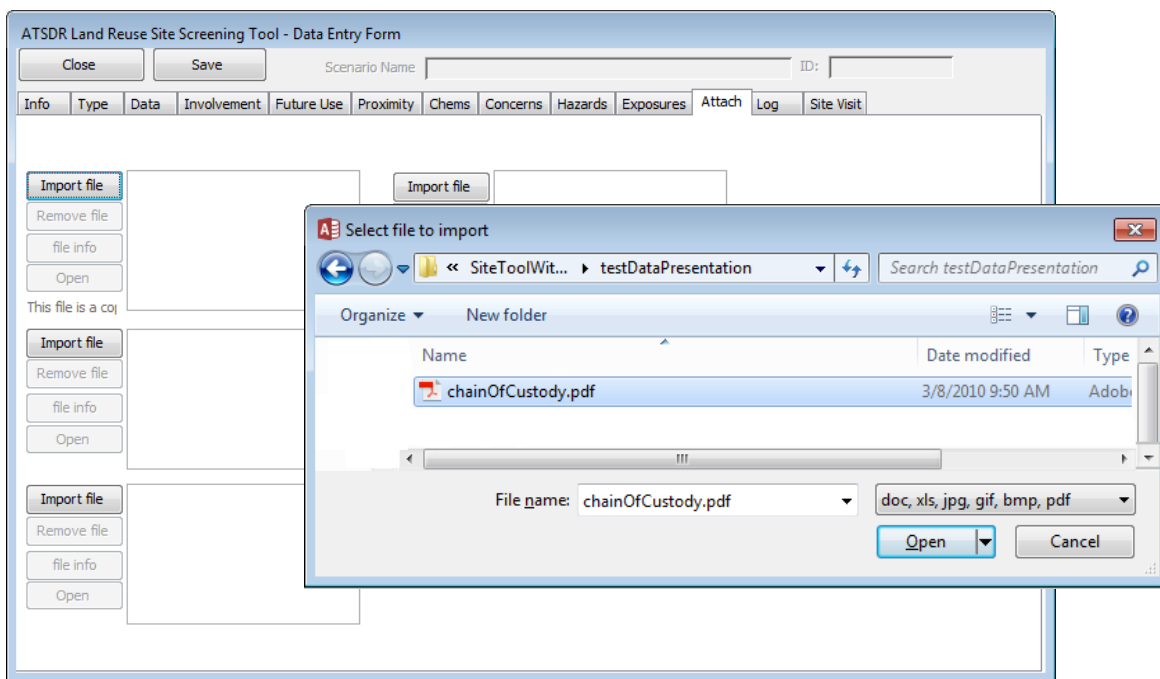 ATSDR Land Reuse Site Screening Tool - Data Entry Form
Close Save Scenario Name ID:
Info Type Data Involvement Future Use Proximity Chems Concerns Hazards Exposures Attach Log Site Visit
Import file Import file
Remove file
file info
Open
This file is a cop
Import file
Remove file
file info
Open
Import file
Remove file
file info
Open
Select file to import
« SiteToolWit... testDataPresentation Search testDataPresentation
Organize New folder
Name Date modified Type
chainOfCustody.pdf 3/8/2010 9:50 AM Adob
File name: chainOfCustody.pdf doc, xls, jpg, gif, bmp, pdf
Open Cancel